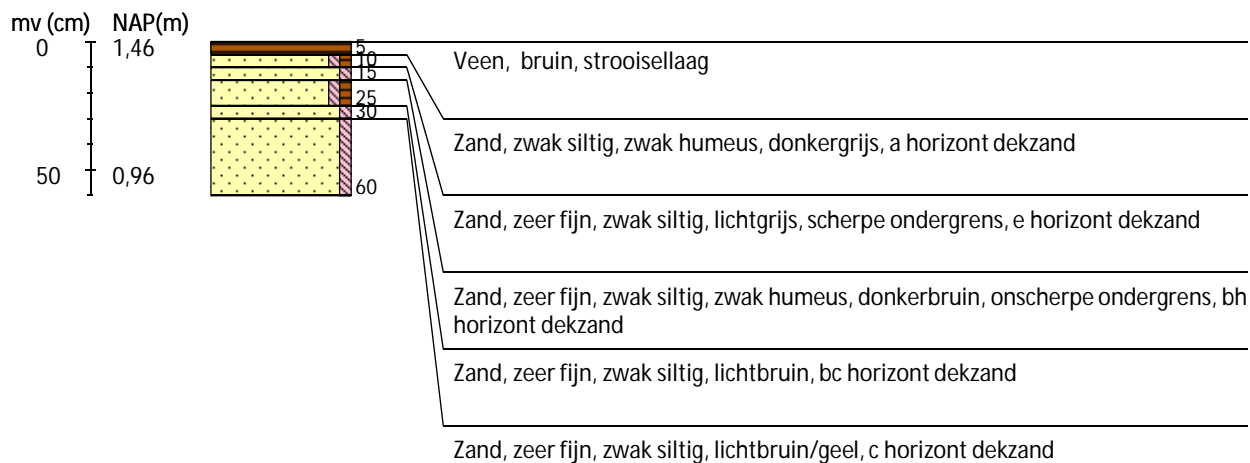 mv (cm) NAP(m)
0 1,46
5
10
15
25
30
50 0,96
60
Veen, bruin, strooisellaag
Zand, zwak siltig, zwak humeus, donkergrijs, a horizont dekzand
Zand, zeer fijn, zwak siltig, lichtgrijs, scherpe ondergrens, e horizont dekzand
Zand, zeer fijn, zwak siltig, zwak humeus, donkerbruin, onscherpe ondergrens, bh
horizont dekzand
Zand, zeer fijn, zwak siltig, lichtbruin, bc horizont dekzand
Zand, zeer fijn, zwak siltig, lichtbruin/geel, c horizont dekzand